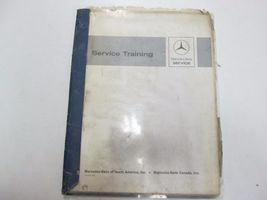 Service Training
Mercedes-Benz
SERVICE
Mercedes-Benz of North America, Inc. • Mercedes-Benz Canada, Inc.